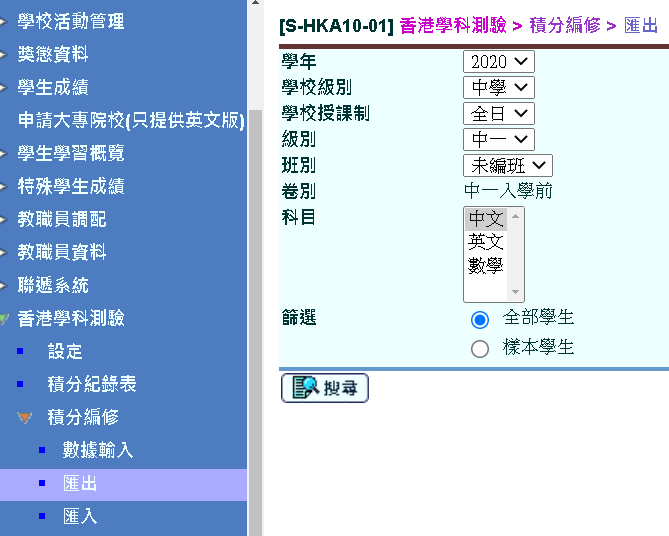 學校活動管理
獎懲資料
學生成績
申請大專院校(只提供英文版)
學生學習概覽
特殊學生成績
教職員調配
教職員資料
聯遞系統
香港學科測驗
設定
積分紀錄表
積分編修
數據輸入
匯出
匯入
[S-HKA10-01] 香港學科測驗 > 積分編修 > 匯出
學年 2020
學校級別 中學
學校授課制 全日
級別 中一
班別 未編班
卷別 中一入學前
科目 中文
英文
數學
篩選 全部學生
樣本學生
搜尋